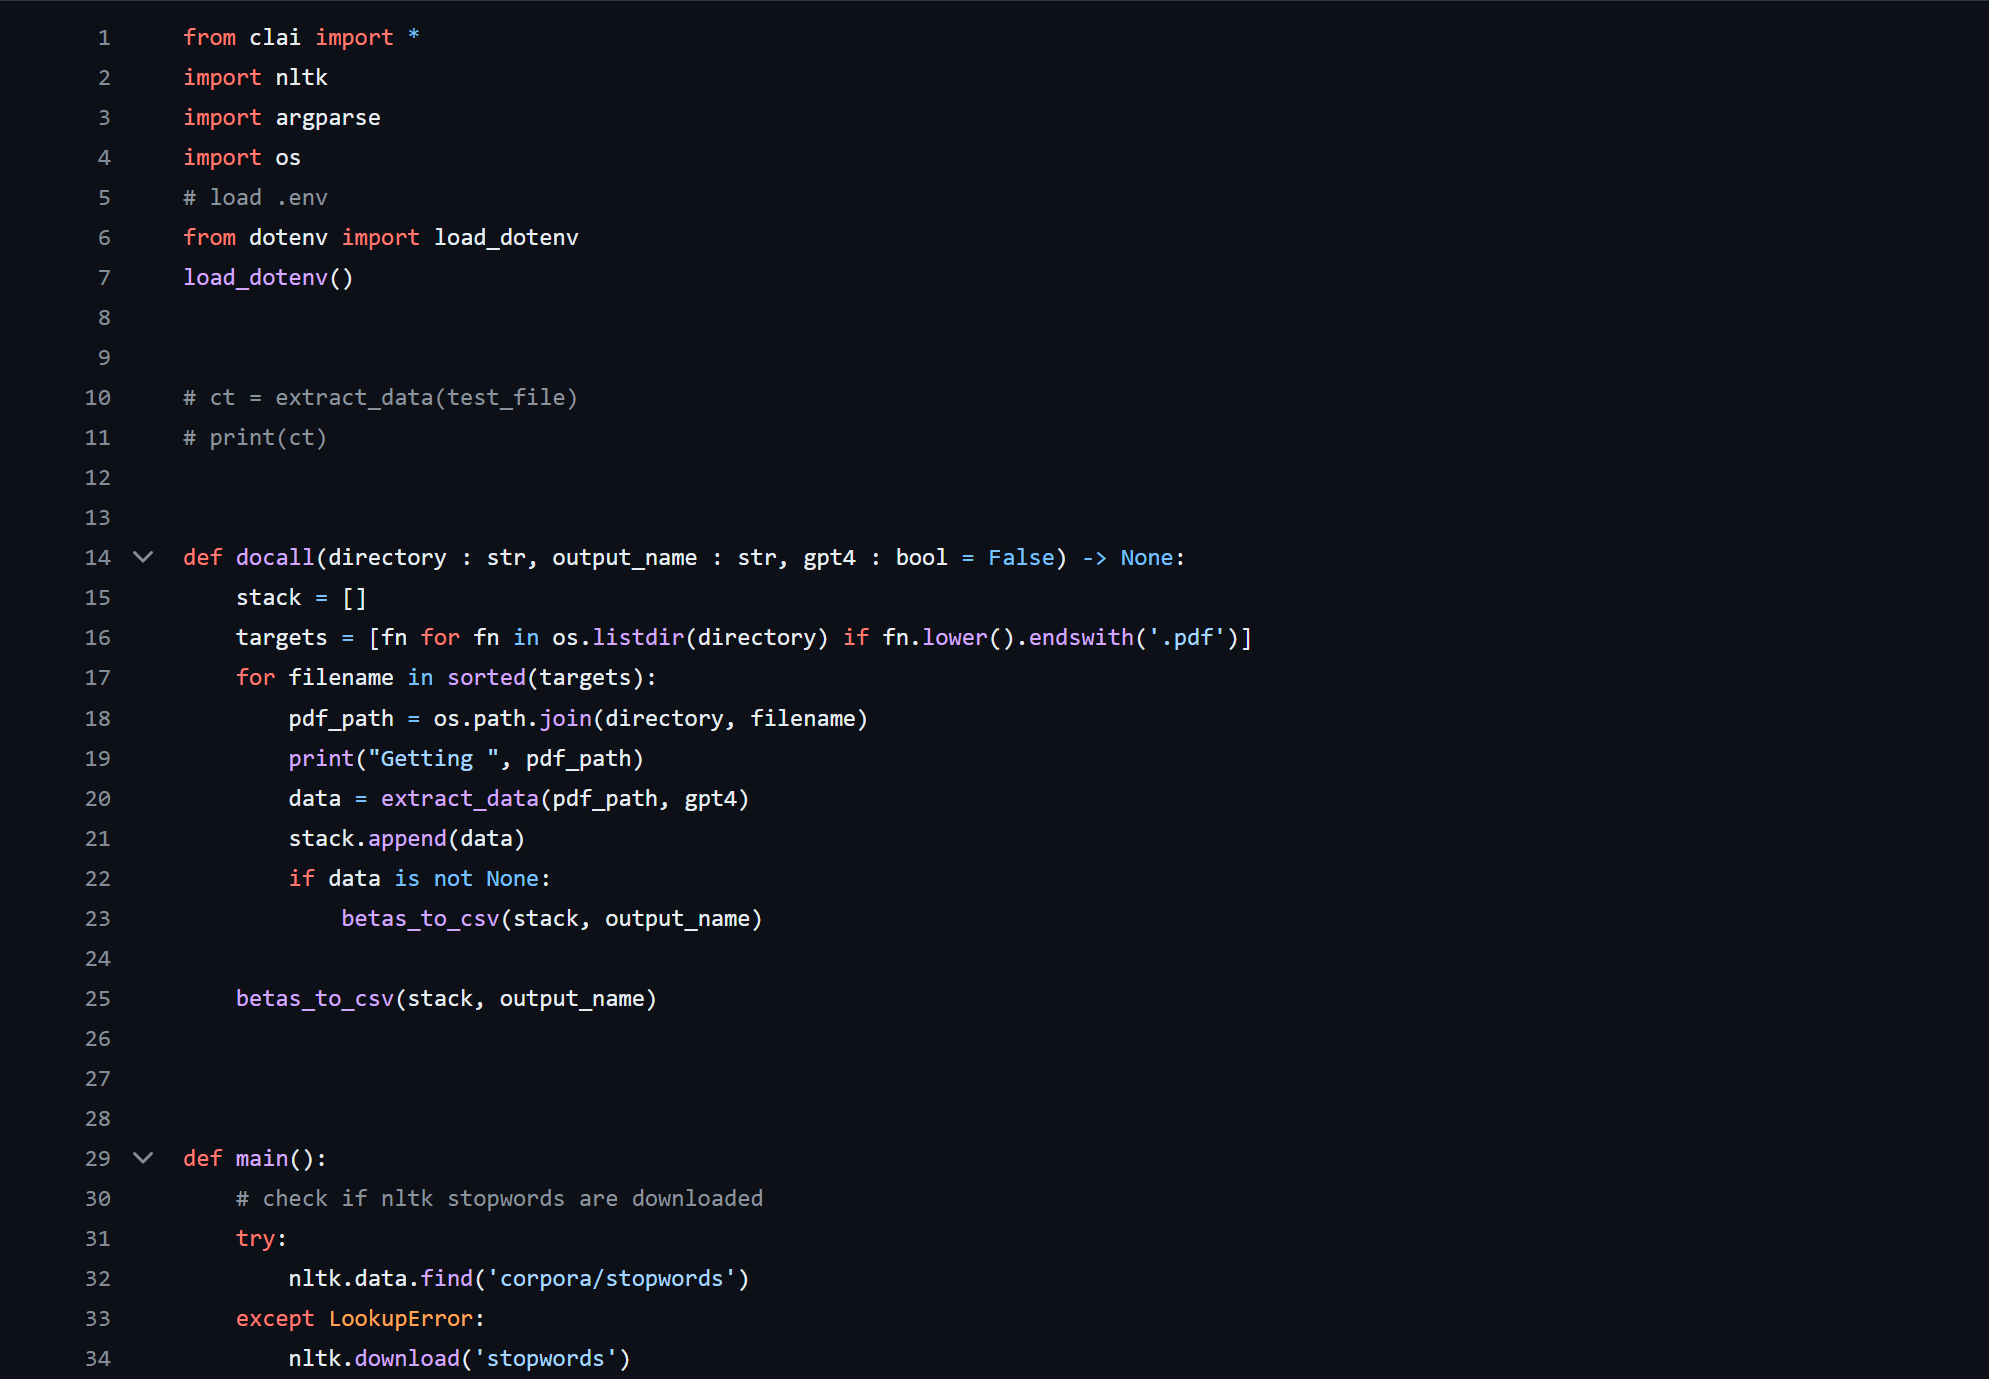 1 from clai import *
2 import nltk
3 import argparse
4 import os
5 # load .env
6 from dotenv import load_dotenv
7 load_dotenv()
8
9
10 # ct = extract_data(test_file)
11 # print(ct)
12
13
14 def docall(directory : str, output_name : str, gpt4 : bool = False) -> None:
15     stack = []
16     targets = [fn for fn in os.listdir(directory) if fn.lower().endswith('.pdf')]
17     for filename in sorted(targets):
18         pdf_path = os.path.join(directory, filename)
19         print("Getting ", pdf_path)
20         data = extract_data(pdf_path, gpt4)
21         stack.append(data)
22         if data is not None:
23             betas_to_csv(stack, output_name)
24
25     betas_to_csv(stack, output_name)
26
27
28
29 def main():
30     # check if nltk stopwords are downloaded
31     try:
32         nltk.data.find('corpora/stopwords')
33     except LookupError:
34         nltk.download('stopwords')